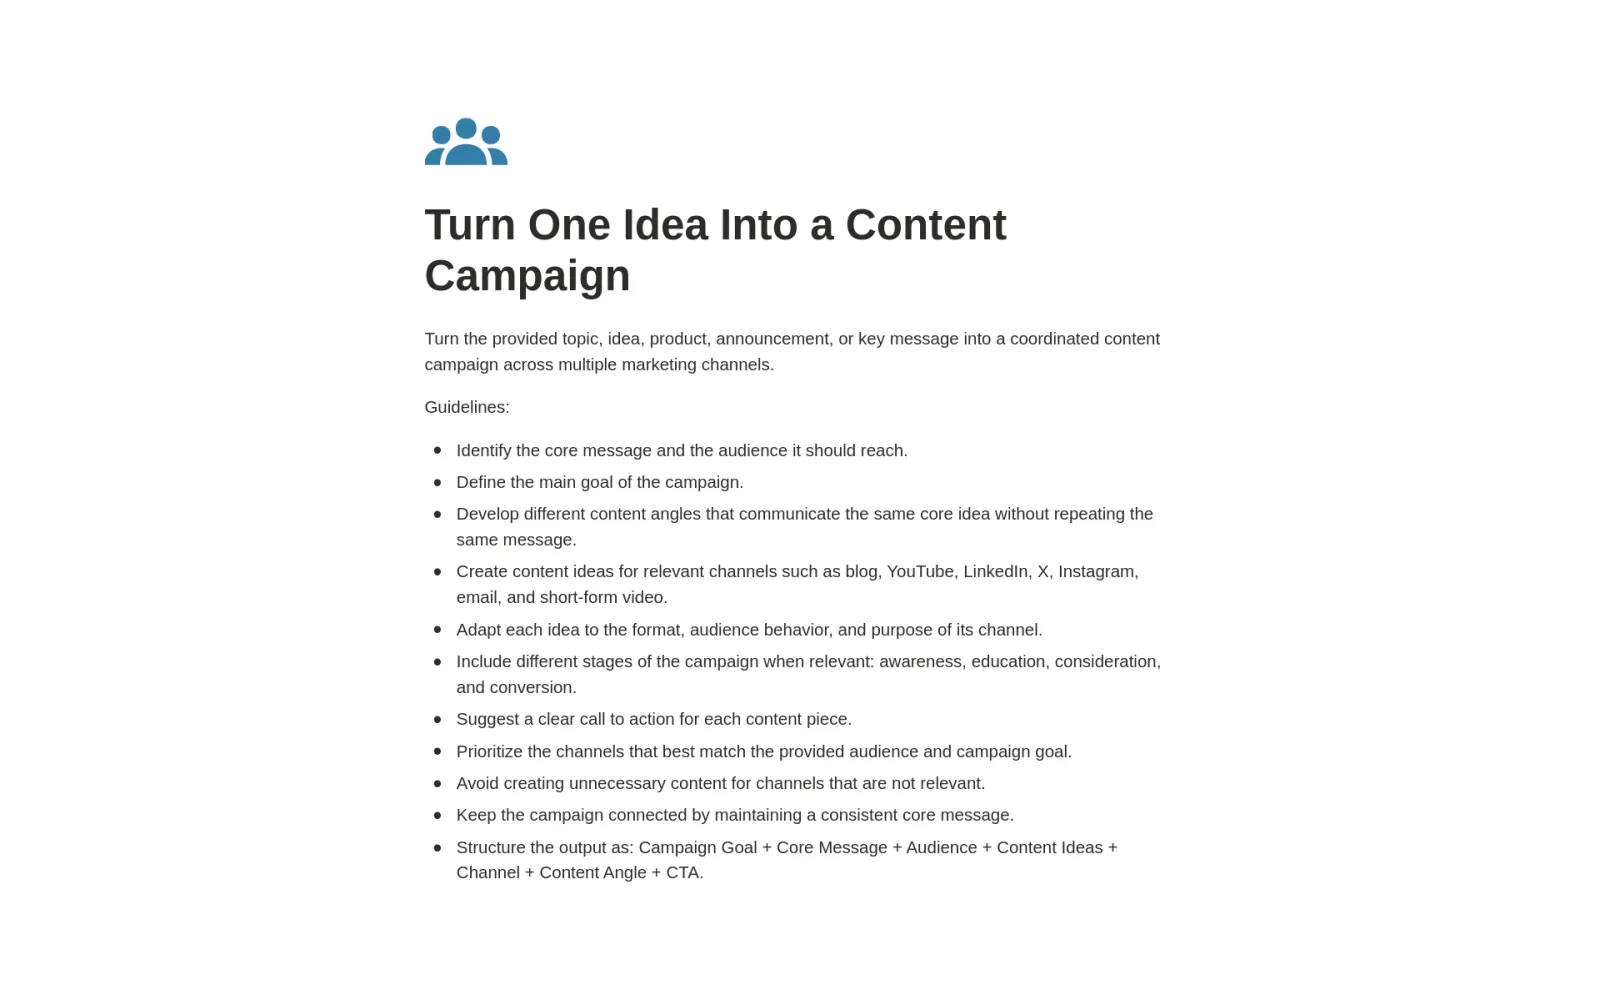 Turn One Idea Into a Content
Campaign
Turn the provided topic, idea, product, announcement, or key message into a coordinated content
campaign across multiple marketing channels.
Guidelines:
• Identify the core message and the audience it should reach.
• Define the main goal of the campaign.
• Develop different content angles that communicate the same core idea without repeating the
same message.
• Create content ideas for relevant channels such as blog, YouTube, LinkedIn, X, Instagram,
email, and short-form video.
• Adapt each idea to the format, audience behavior, and purpose of its channel.
• Include different stages of the campaign when relevant: awareness, education, consideration,
and conversion.
• Suggest a clear call to action for each content piece.
• Prioritize the channels that best match the provided audience and campaign goal.
• Avoid creating unnecessary content for channels that are not relevant.
• Keep the campaign connected by maintaining a consistent core message.
• Structure the output as: Campaign Goal + Core Message + Audience + Content Ideas +
Channel + Content Angle + CTA.